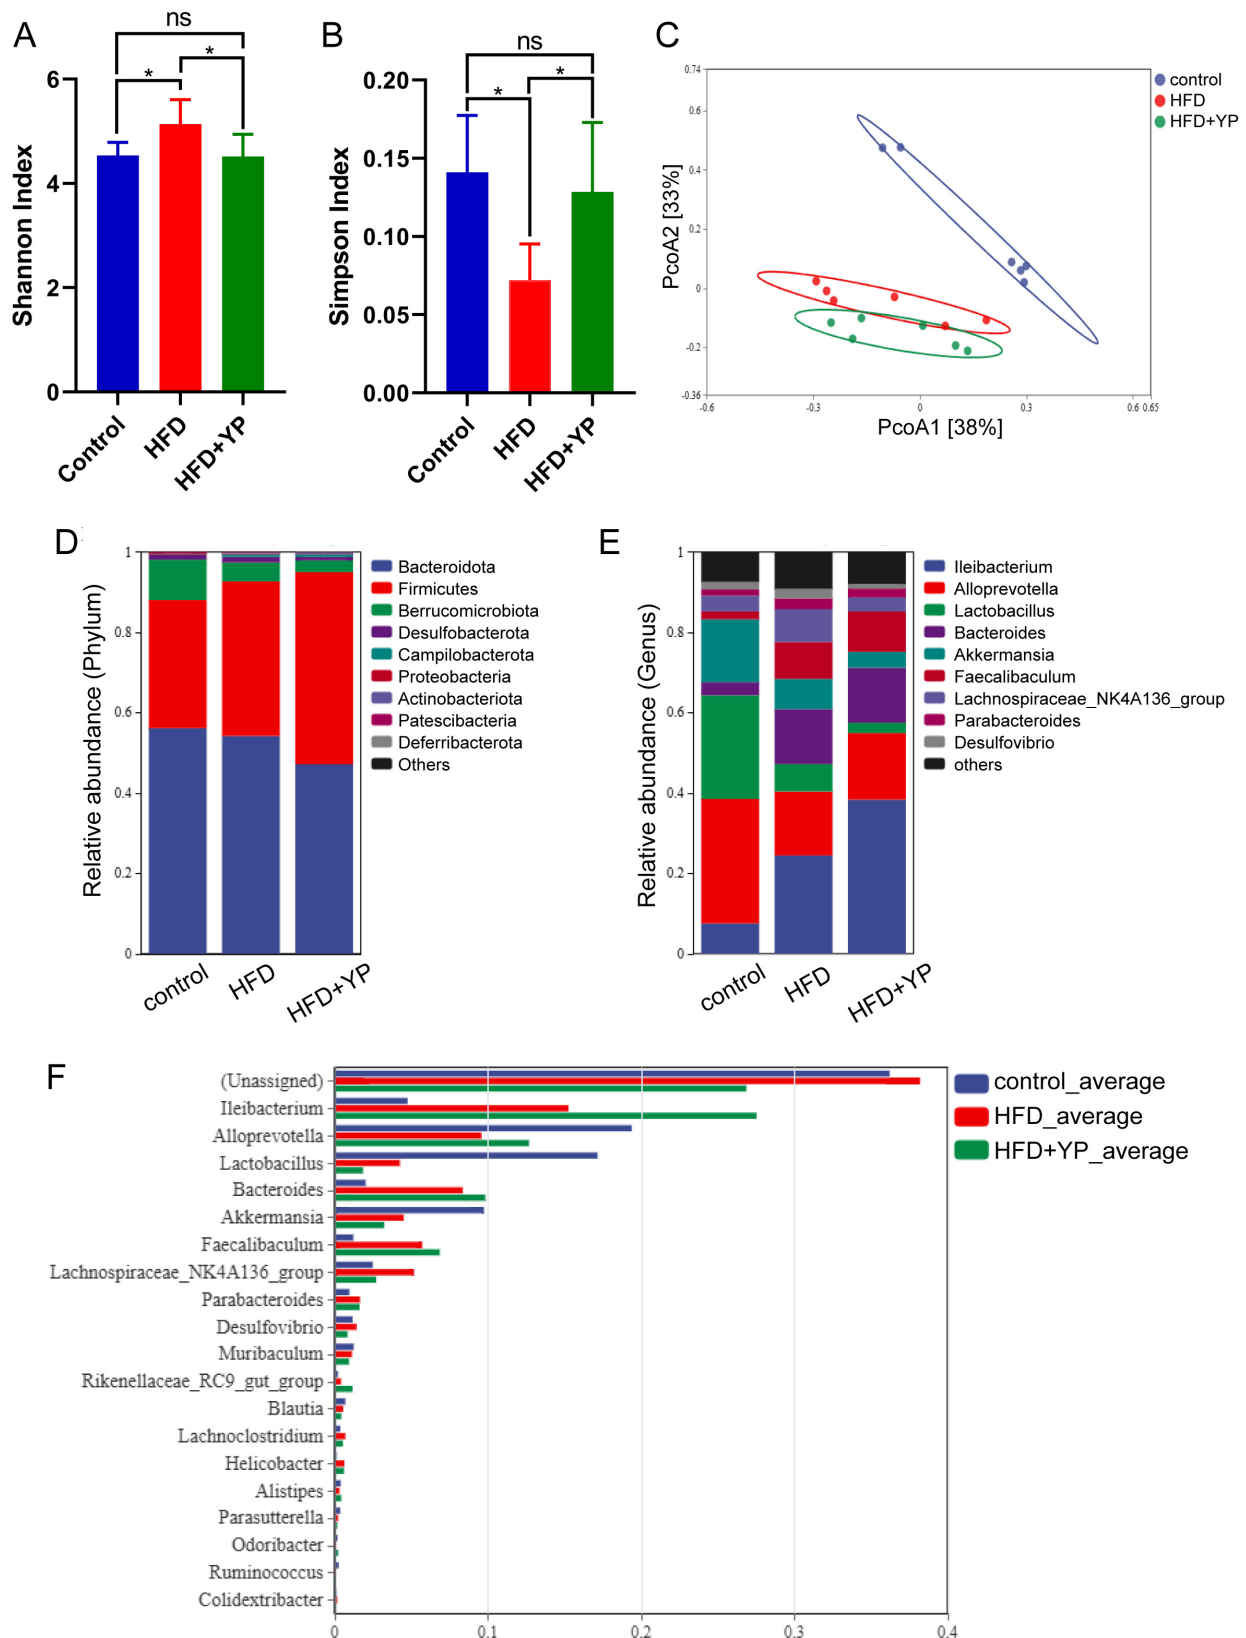 A
ns
*
*
Shannon Index
6
4
2
0
Control
HFD
HFD+YP
B
ns
*
*
Simpson Index
0.20
0.15
0.10
0.05
0.00
Control
HFD
HFD+YP
C
0.74
0.6
0.4
0.2
0
-0.2
-0.36
PcoA2 [33%]
-0.6
-0.3
0
0.3
0.6 0.65
PcoA1 [38%]
control
HFD
HFD+YP
D
Relative abundance (Phylum)
1
0.8
0.6
0.4
0.2
0
control
HFD
HFD+YP
Bacteroidota
Firmicutes
Berrucomicrobiota
Desulfobacterota
Campilobacterota
Proteobacteria
Actinobacteriota
Patescibacteria
Deferribacterota
Others
E
Relative abundance (Genus)
1
0.8
0.6
0.4
0.2
0
control
HFD
HFD+YP
Ileibacterium
Alloprevotella
Lactobacillus
Bacteroides
Akkermansia
Faecalibaculum
Lachnospiraceae_NK4A136_group
Parabacteroides
Desulfovibrio
others
F
(Unassigned)
Ileibacterium
Alloprevotella
Lactobacillus
Bacteroides
Akkermansia
Faecalibaculum
Lachnospiraceae_NK4A136_group
Parabacteroides
Desulfovibrio
Muribaculum
Rikenellaceae_RC9_gut_group
Blautia
Lachnoclostridium
Helicobacter
Alistipes
Parasutterella
Odoribacter
Ruminococcus
Colidextribacter
0
0.1
0.2
0.3
0.4
control_average
HFD_average
HFD+YP_average